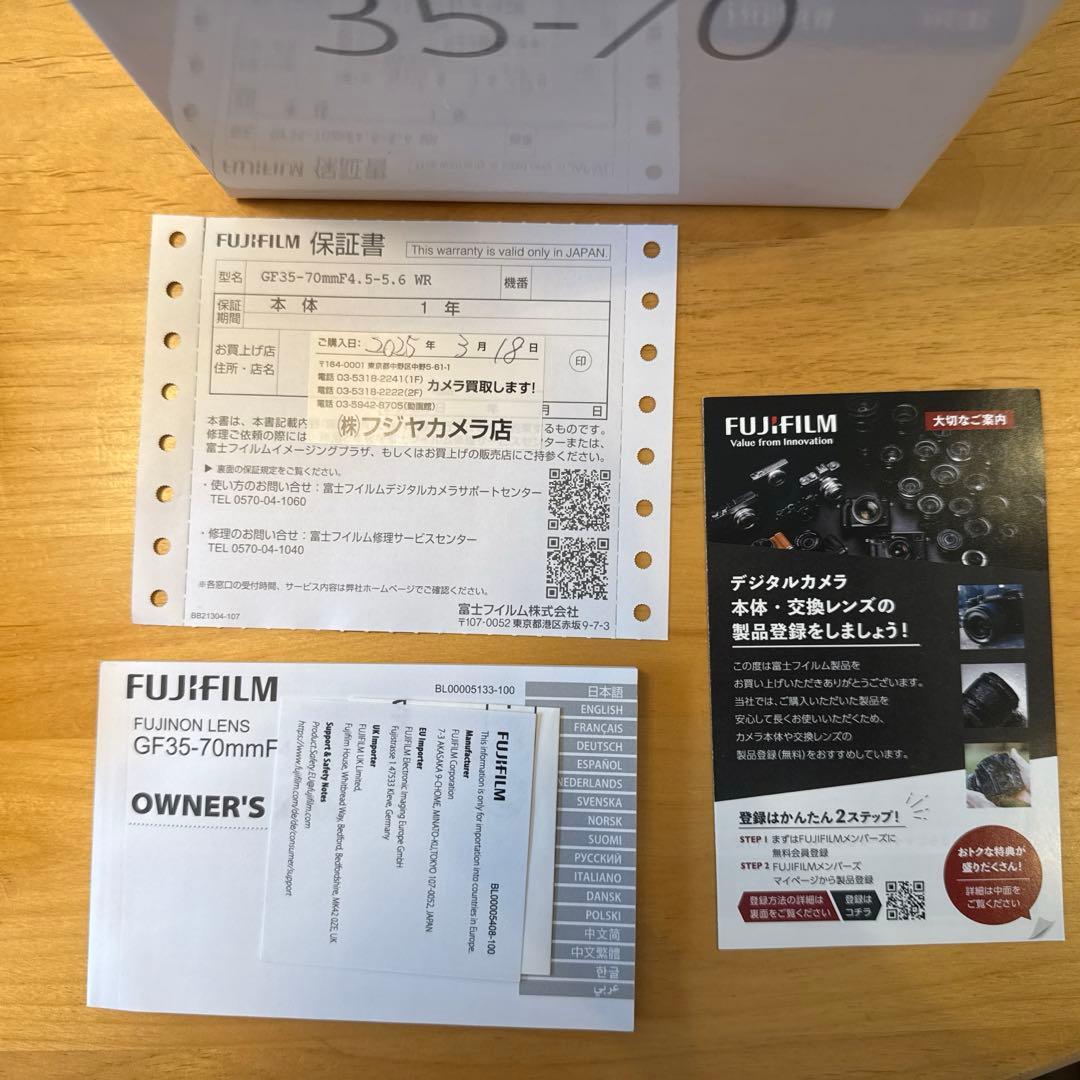 35-70
FUJIFILM 保証書
This warranty is valid only in JAPAN.
型名 GF35-70mmF4.5-5.6 WR 機番
保証期間 本体 1年
お買上げ店
住所・店名
ご購入日: 2025 年 3 月 18 日
〒164-0001 東京都中野区中野5-61-1
電話 03-5318-2241(1F)
電話 03-5318-2222(2F)
電話 03-5942-8705(動画館)
カメラ買取します!
㈱フジヤカメラ店
印
年 月 日
本書は、本書記載内
するものです。
修理ご依頼の際には
センターまたは、
富士フイルムイメージングプラザ、もしくはお買上げの販売店にご持参ください。
▶ 裏面の保証規定をご覧ください。
・使い方のお問い合せ:富士フイルムデジタルカメラサポートセンター
TEL 0570-04-1060
・修理のお問い合せ:富士フイルム修理サービスセンター
TEL 0570-04-1040
※各窓口の受付時間、サービス内容は弊社ホームページでご確認ください。
富士フイルム株式会社
〒107-0052 東京都港区赤坂9-7-3
BB21304-107
FUJIFILM
BL00005133-100
FUJINON LENS
GF35-70mmF
OWNER'S
日本語
ENGLISH
FRANÇAIS
DEUTSCH
ESPAÑOL
NEDERLANDS
SVENSKA
NORSK
SUOMI
РУССКИЙ
ITALIANO
DANSK
POLSKI
中文简
中文繁體
한글
عربي
FUJIFILM
BL00005408-100
This information is only for importation into countries in Europe.
Manufacturer
FUJIFILM Corporation
7-3 AKASAKA 9-CHOME, MINATO-KU,TOKYO 107-0052, JAPAN
EU Importer
FUJIFILM Electronic Imaging Europe GmbH
Fujistrasse 1 47533 Kleve, Germany
UK Importer
FUJIFILM UK Limited,
Fujifilm House, Whitbread Way, Bedford, Bedfordshire, MK42 0ZE UK
Support & Safety Notes
Product.Safety.EU@fujifilm.com
https://www.fujifilm.com/de/de/consumer/support
FUJIFILM
Value from Innovation
大切なご案内
デジタルカメラ
本体・交換レンズの
製品登録をしましょう!
この度は富士フイルム製品を
お買い上げいただきありがとうございます。
当社では、ご購入いただいた製品を
安心して長くお使いいただくため、
カメラ本体や交換レンズの
製品登録(無料)をおすすめしています。
登録はかんたん2ステップ!
STEP 1 まずはFUJIFILMメンバーズに
無料会員登録
STEP 2 FUJIFILMメンバーズ
マイページから製品登録
登録方法の詳細は
裏面をご覧ください
登録は
コチラ
おトクな特典が
盛りだくさん!
詳細は中面を
ご覧ください